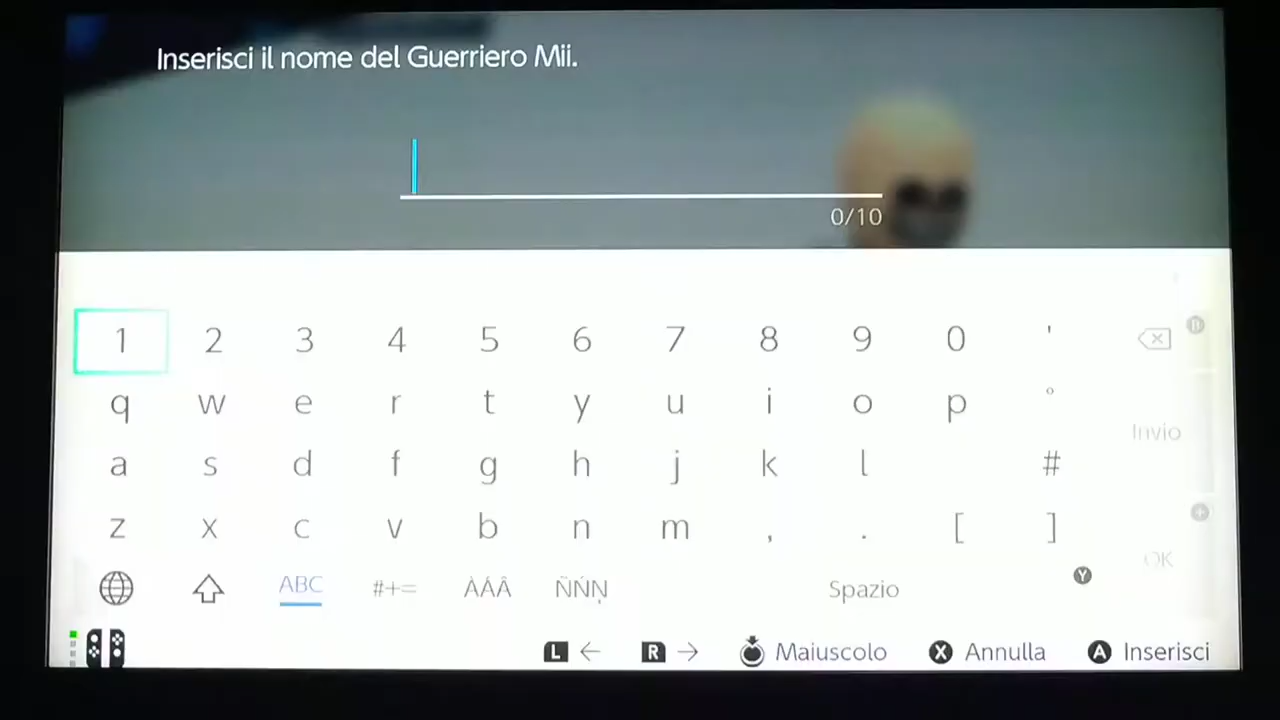 Inserisci il nome del Guerriero Mii.
0/10
1 2 3 4 5 6 7 8 9 0 '
q w e r t y u i o p °
Invio
a s d f g h j k l #
z x c v b n m , . [ ]
OK
ABC #+= ÀÁÂ ÑŃŅ Spazio Y
L ← R → Maiuscolo X Annulla A Inserisci